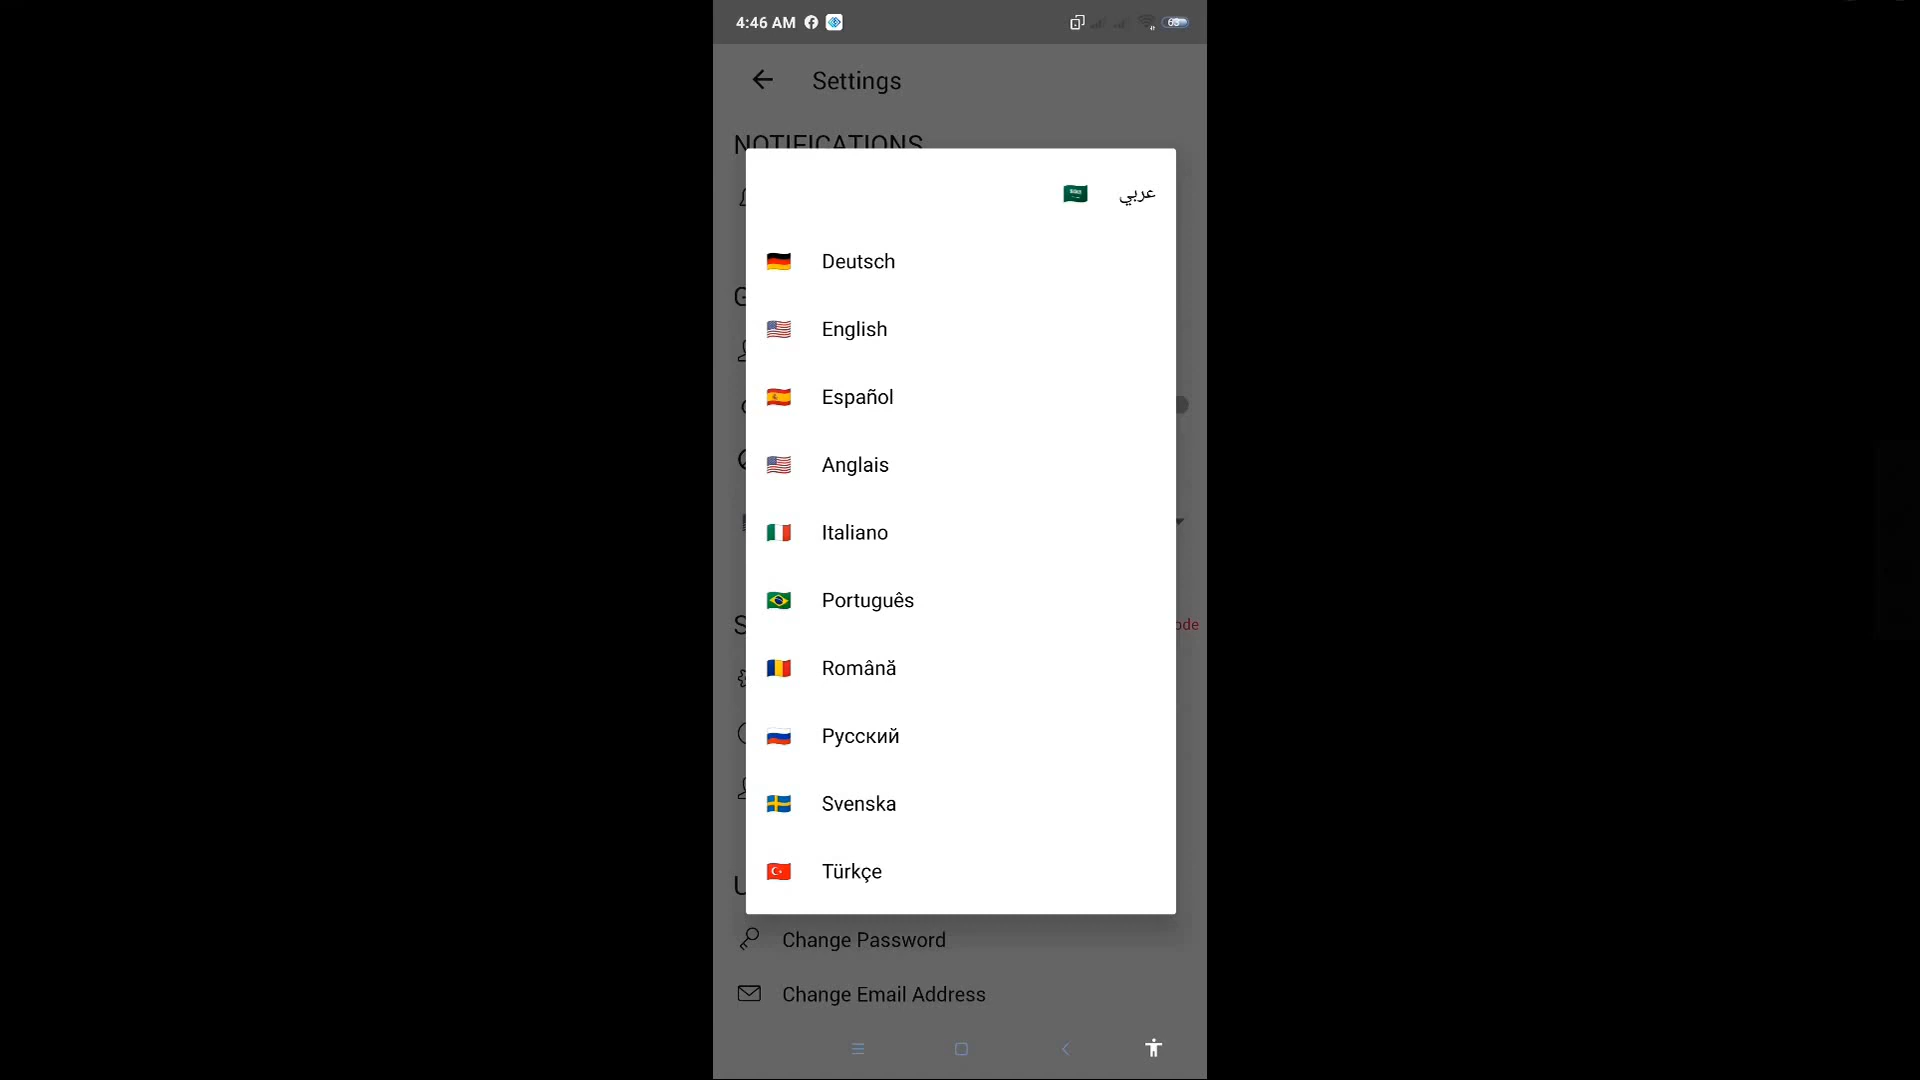 4:46 AM
Settings
NOTIFICATIONS
عربي
Deutsch
English
Español
Anglais
Italiano
Português
Română
Русский
Svenska
Türkçe
Change Password
Change Email Address